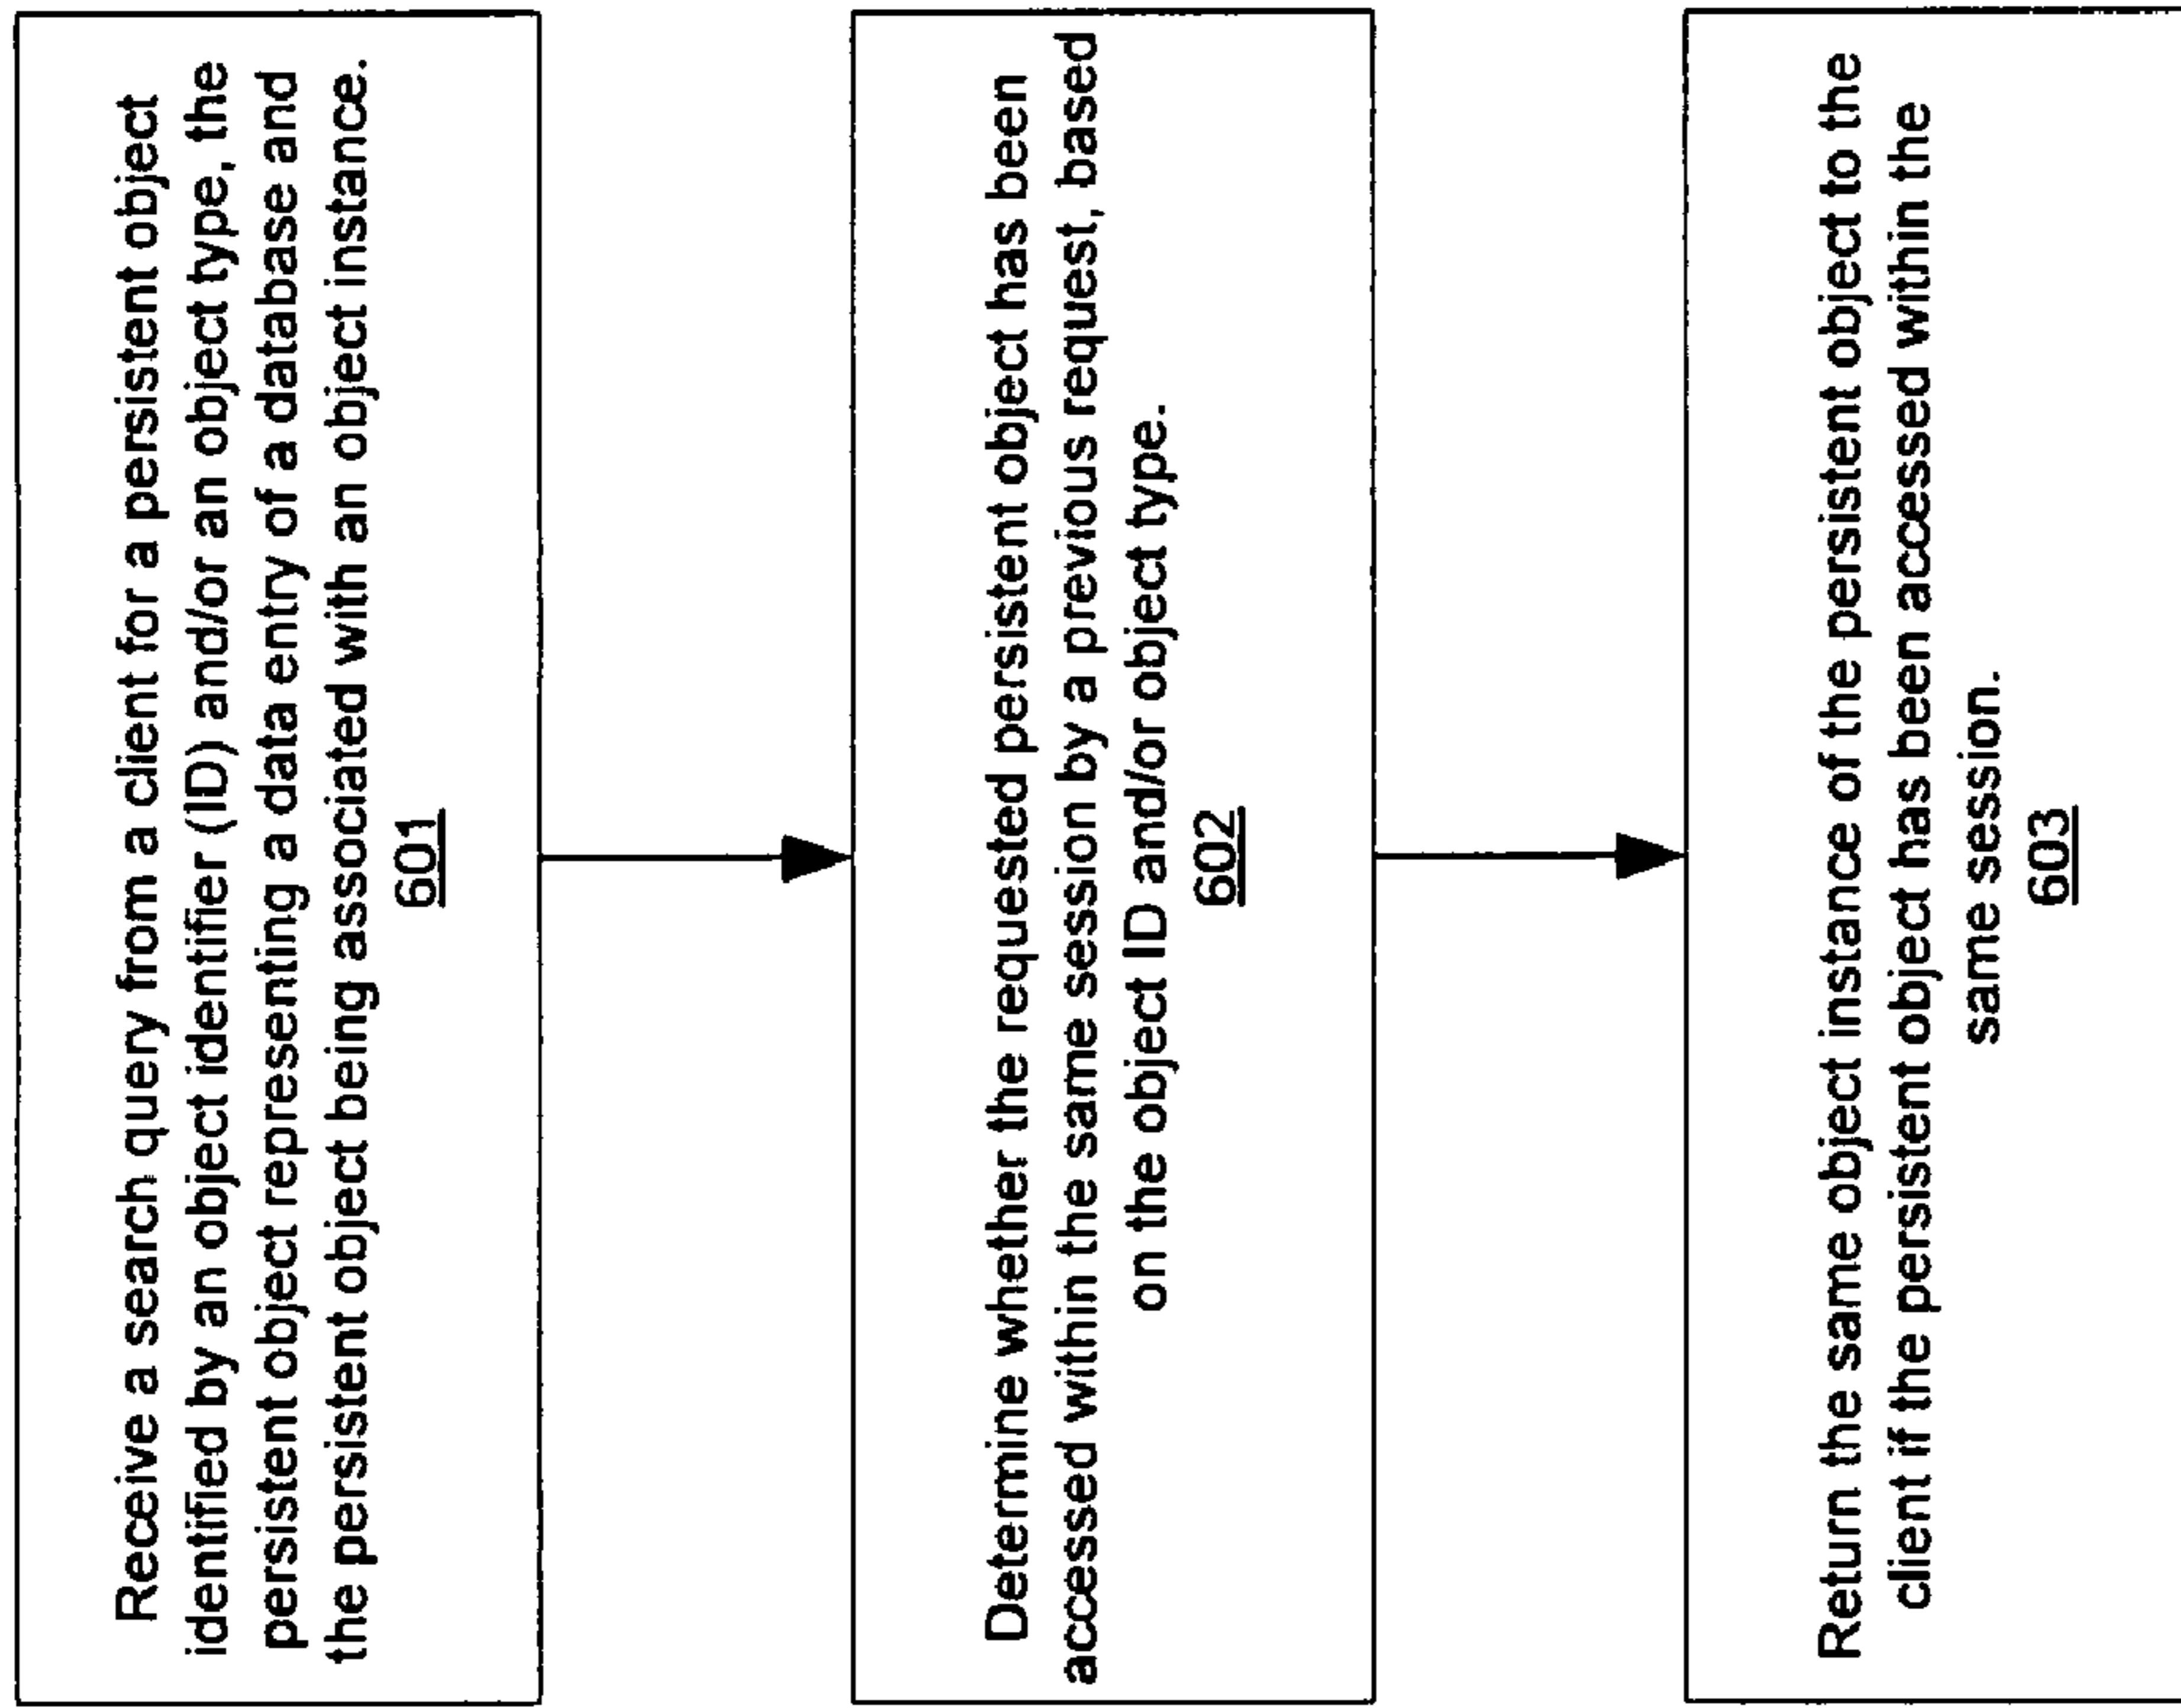 Receive a search query from a client for a persistent object
identified by an object identifier (ID) and/or an object type, the
persistent object representing a data entry of a database and
the persistent object being associated with an object instance.
601
Determine whether the requested persistent object has been
accessed within the same session by a previous request, based
on the object ID and/or object type.
602
Return the same object instance of the persistent object to the
client if the persistent object has been accessed within the
same session.
603